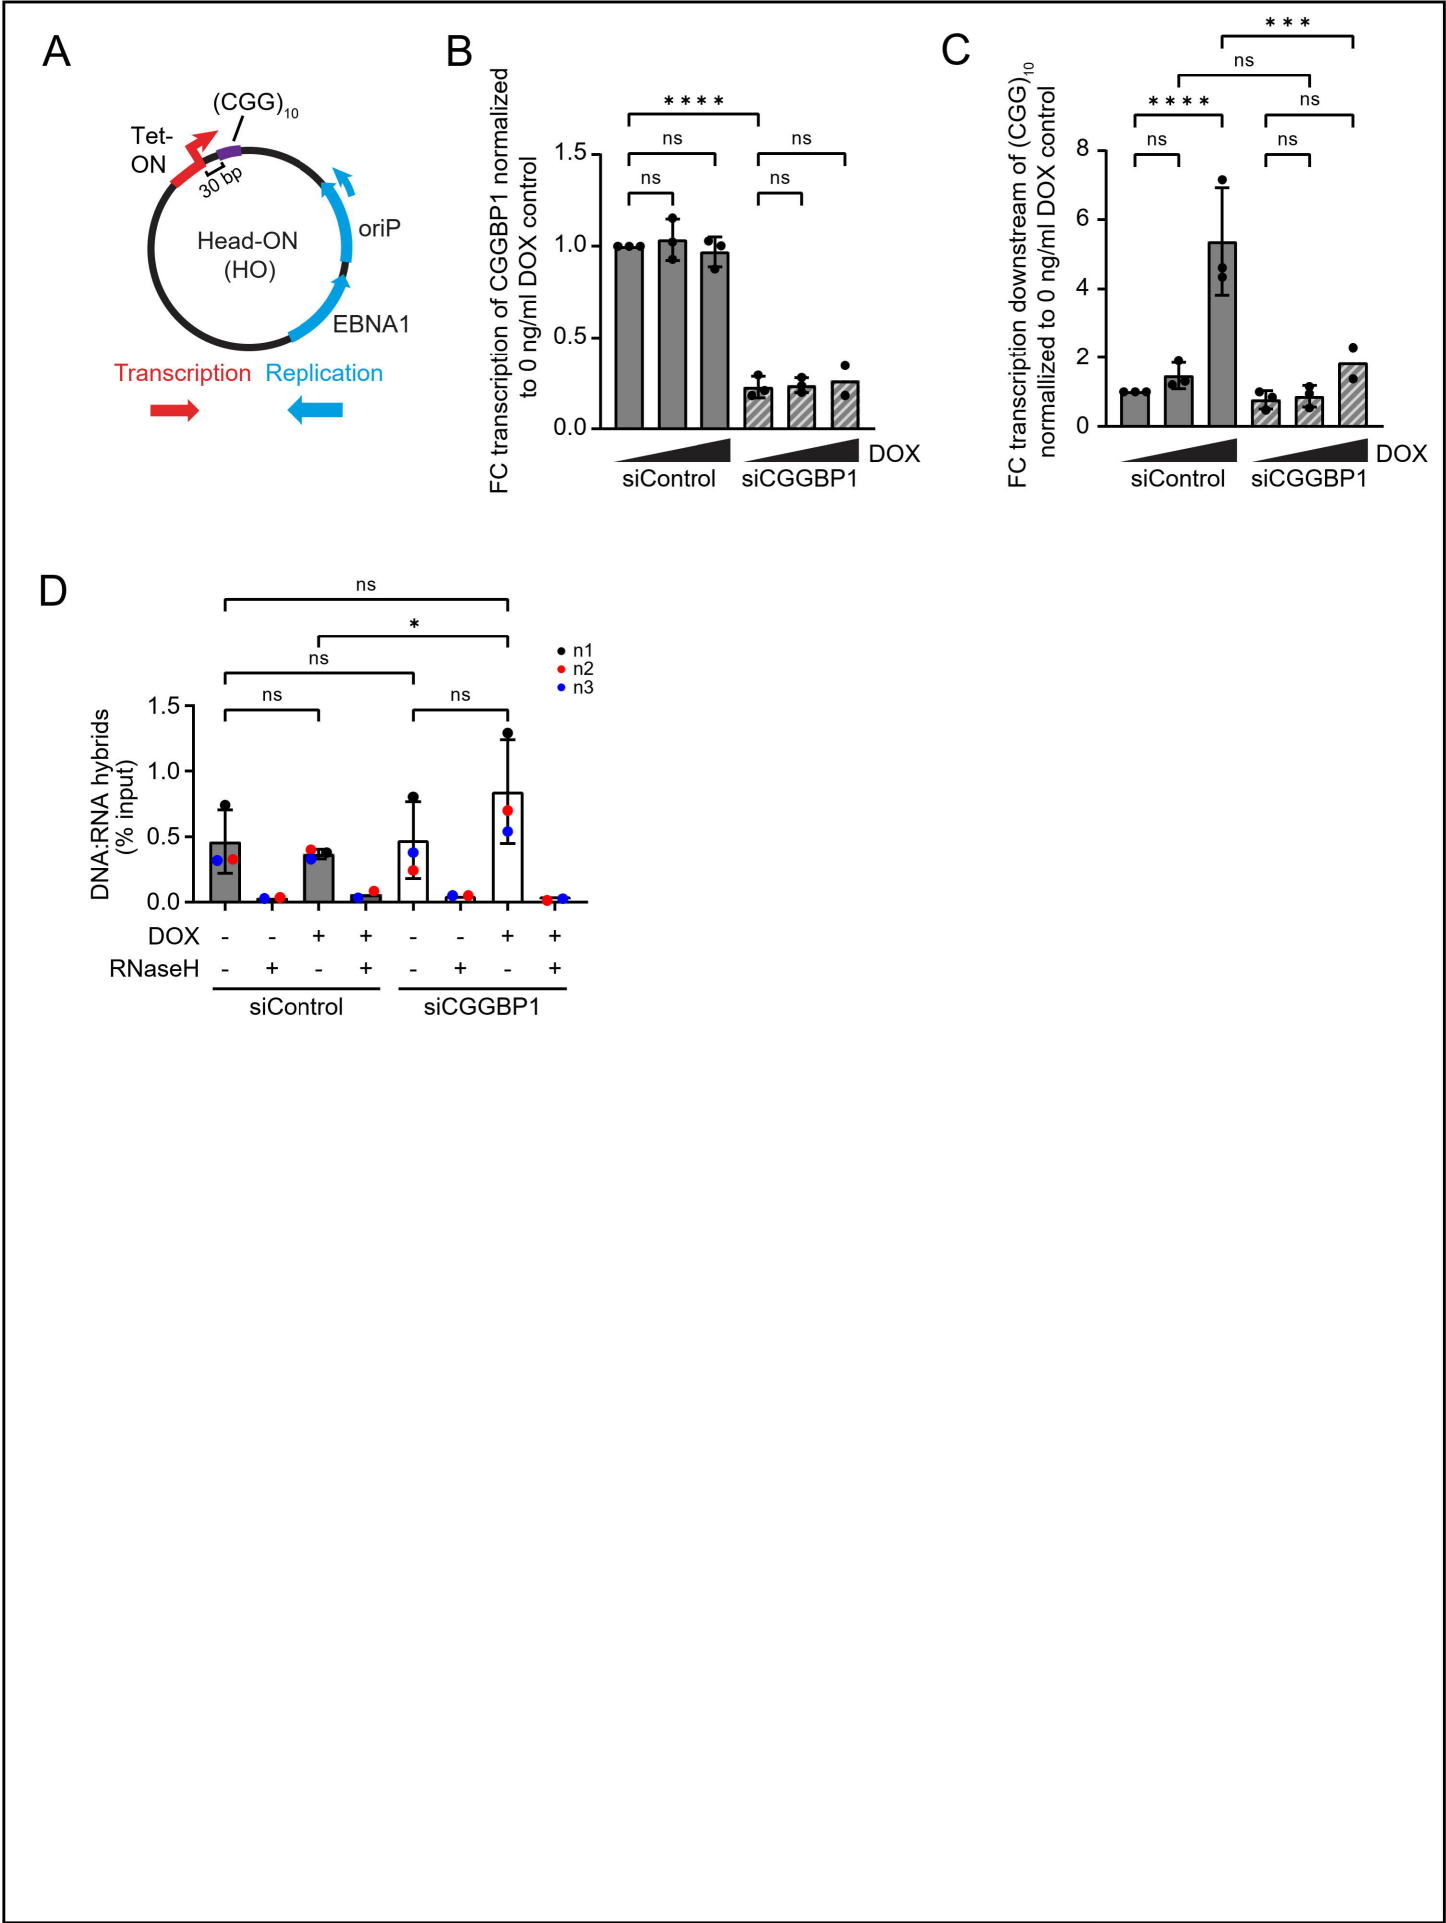 A
(CGG)10
Tet-
ON
30 bp
oriP
Head-ON
(HO)
EBNA1
Transcription Replication
B
FC transcription of CGGBP1 normalized
to 0 ng/ml DOX control
****
ns
ns
ns
ns
1.5
1.0
0.5
0.0
DOX
siControl
siCGGBP1
C
FC transcription downstream of (CGG)10
normallized to 0 ng/ml DOX control
***
ns
****
ns
ns
ns
8
6
4
2
0
DOX
siControl
siCGGBP1
D
ns
*
ns
ns
ns
n1
n2
n3
DNA:RNA hybrids
(% input)
1.5
1.0
0.5
0.0
DOX - - + + - - + +
RNaseH - + - + - + - +
siControl
siCGGBP1